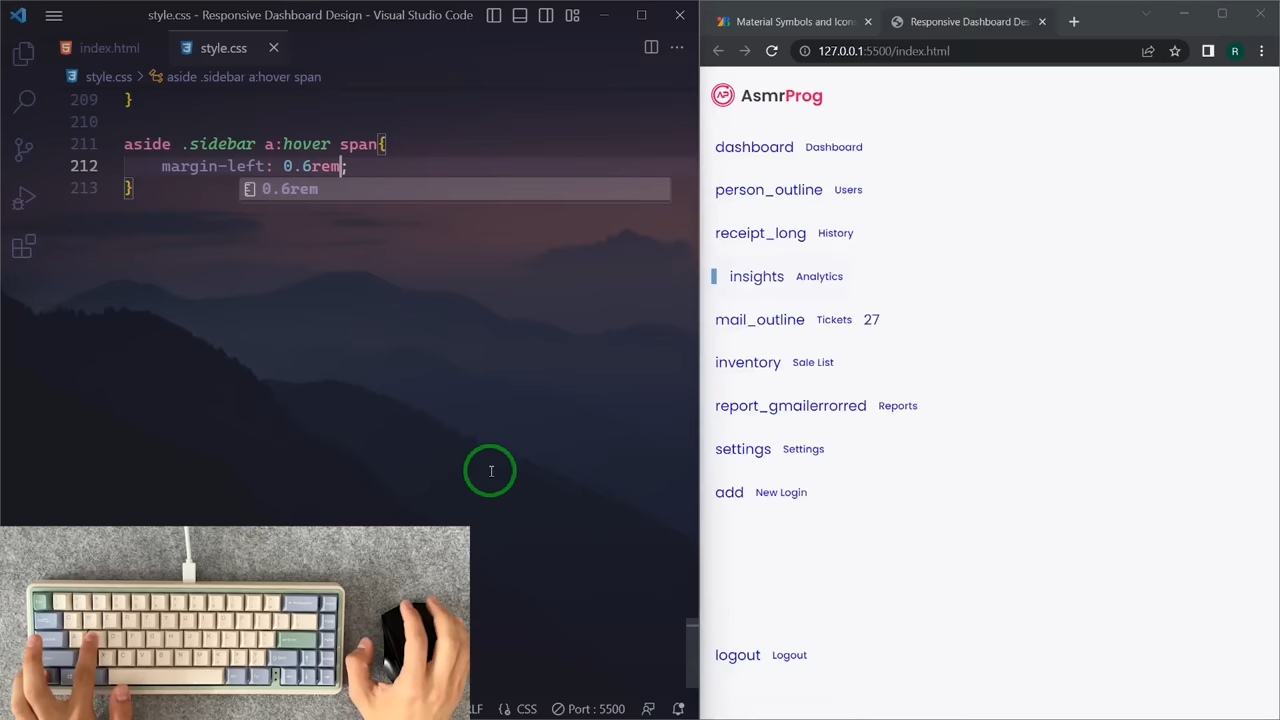 style.css - Responsive Dashboard Design - Visual Studio Code
index.html
style.css
style.css
aside .sidebar a:hover span
209 }
210
211 aside .sidebar a:hover span{
212 margin-left: 0.6rem;
213 }
0.6rem
CSS
Port : 5500
Material Symbols and Icons
Responsive Dashboard Des
127.0.0.1:5500/index.html
R
AP
AsmrProg
dashboard Dashboard
person_outline Users
receipt_long History
insights Analytics
mail_outline Tickets 27
inventory Sale List
report_gmailerrorred Reports
settings Settings
add New Login
logout Logout